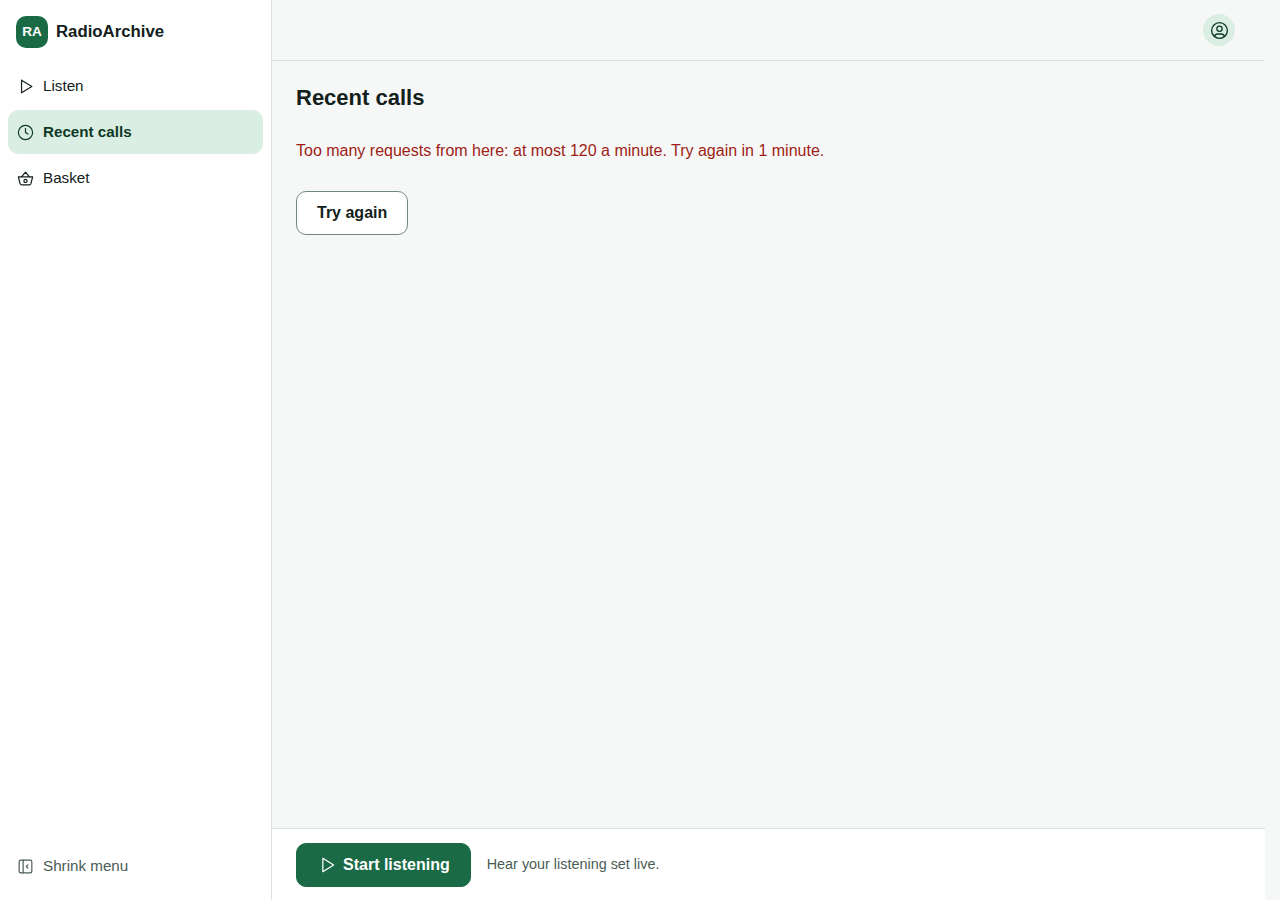 RA RadioArchive
Listen
Recent calls
Basket
Shrink menu
Recent calls
Too many requests from here: at most 120 a minute. Try again in 1 minute.
Try again
Start listening
Hear your listening set live.